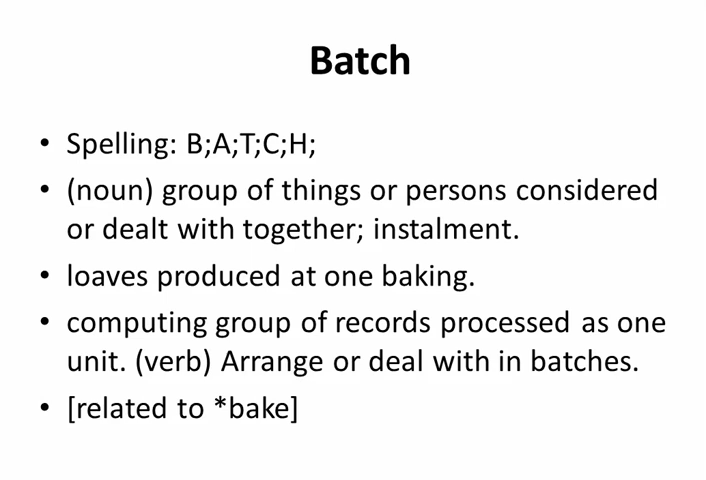 Batch
• Spelling: B;A;T;C;H;
• (noun) group of things or persons considered
or dealt with together; instalment.
• loaves produced at one baking.
• computing group of records processed as one
unit. (verb) Arrange or deal with in batches.
• [related to *bake]